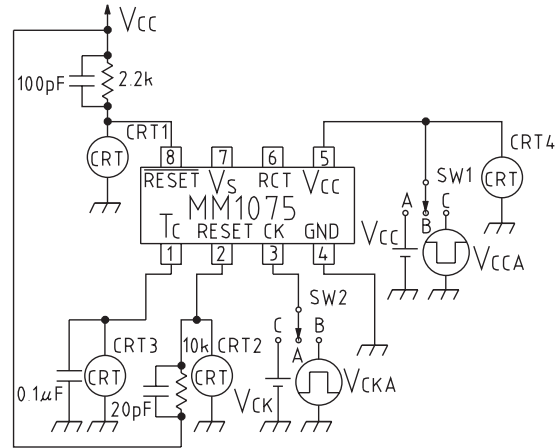 VCC
100pF
2.2k
CRT
CRT1
8
7
6
5
RESET
VS
RCT
VCC
MM1075
TC
RESET
CK
GND
1
2
3
4
CRT4
CRT
SW1
A
B
C
VCC
VCCA
CRT3
CRT
0.1μF
10k
CRT2
CRT
20pF
SW2
C
A
B
VCK
VCKA